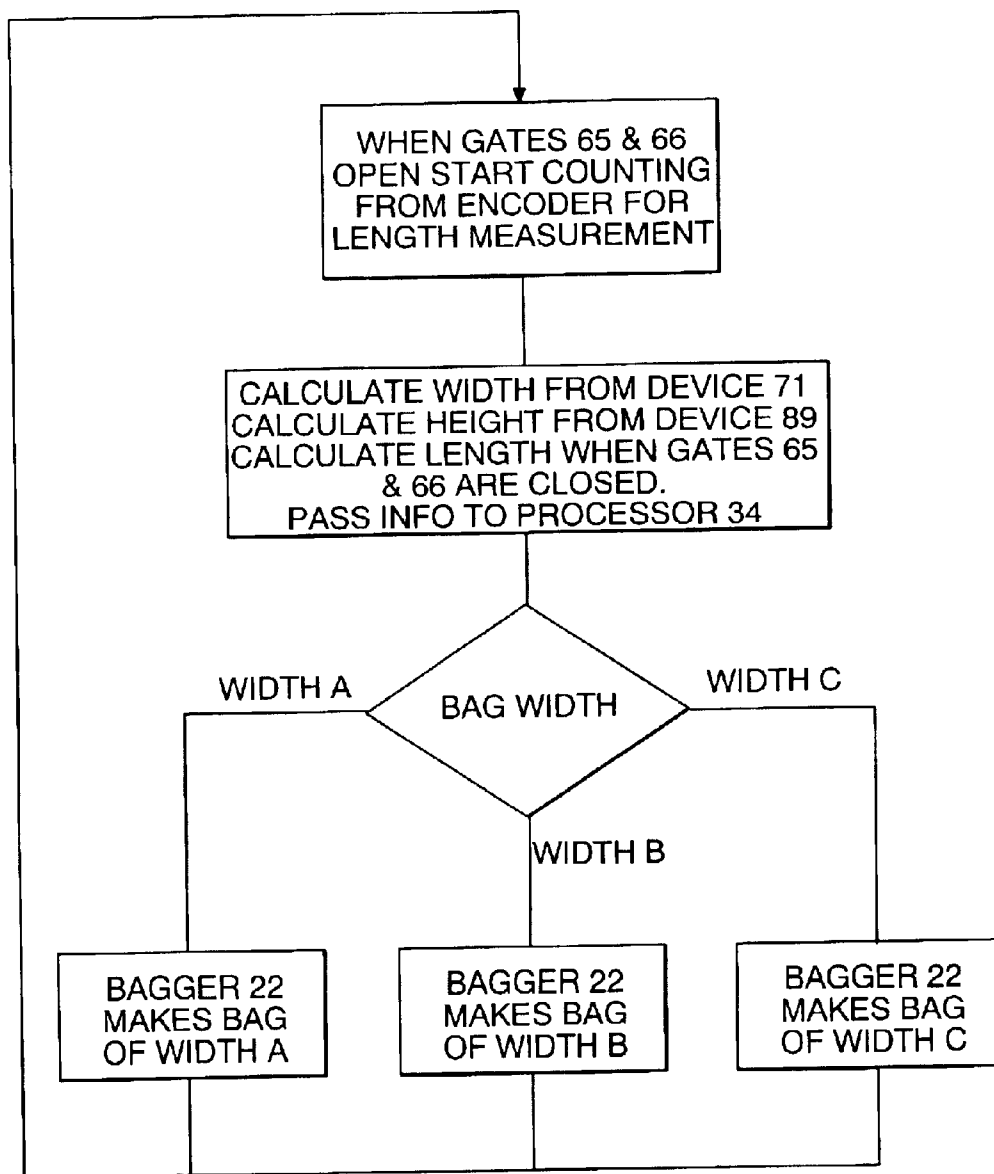 WHEN GATES 65 & 66
OPEN START COUNTING
FROM ENCODER FOR
LENGTH MEASUREMENT
CALCULATE WIDTH FROM DEVICE 71
CALCULATE HEIGHT FROM DEVICE 89
CALCULATE LENGTH WHEN GATES 65
& 66 ARE CLOSED.
PASS INFO TO PROCESSOR 34
WIDTH A
BAG WIDTH
WIDTH C
WIDTH B
BAGGER 22
MAKES BAG
OF WIDTH A
BAGGER 22
MAKES BAG
OF WIDTH B
BAGGER 22
MAKES BAG
OF WIDTH C